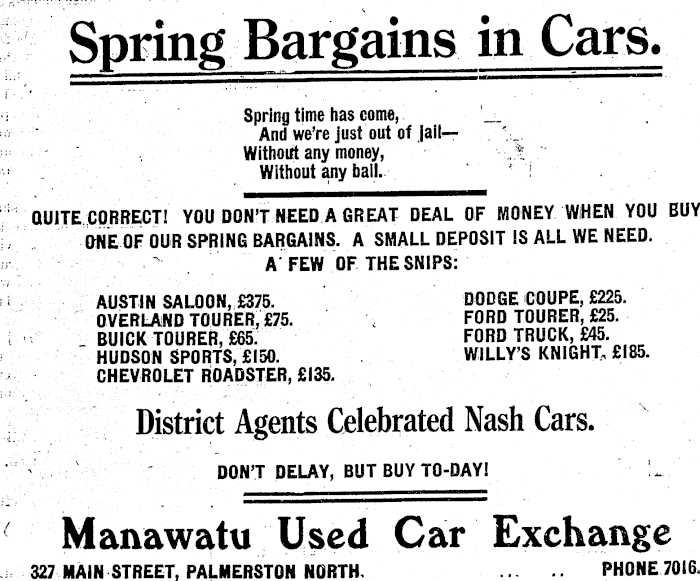 Spring Bargains in Cars.
Spring time has come,
And we're just out of jail—
Without any money,
Without any bail.
QUITE CORRECT! YOU DON'T NEED A GREAT DEAL OF MONEY WHEN YOU BUY
ONE OF OUR SPRING BARGAINS. A SMALL DEPOSIT IS ALL WE NEED.
A FEW OF THE SNIPS:
AUSTIN SALOON, £375.
OVERLAND TOURER, £75.
BUICK TOURER, £65.
HUDSON SPORTS, £150.
CHEVROLET ROADSTER, £135.
DODGE COUPE, £225.
FORD TOURER, £25.
FORD TRUCK, £45.
WILLY'S KNIGHT, £185.
District Agents Celebrated Nash Cars.
DON'T DELAY, BUT BUY TO-DAY!
Manawatu Used Car Exchange
327 MAIN STREET, PALMERSTON NORTH. ... .. PHONE 7016.